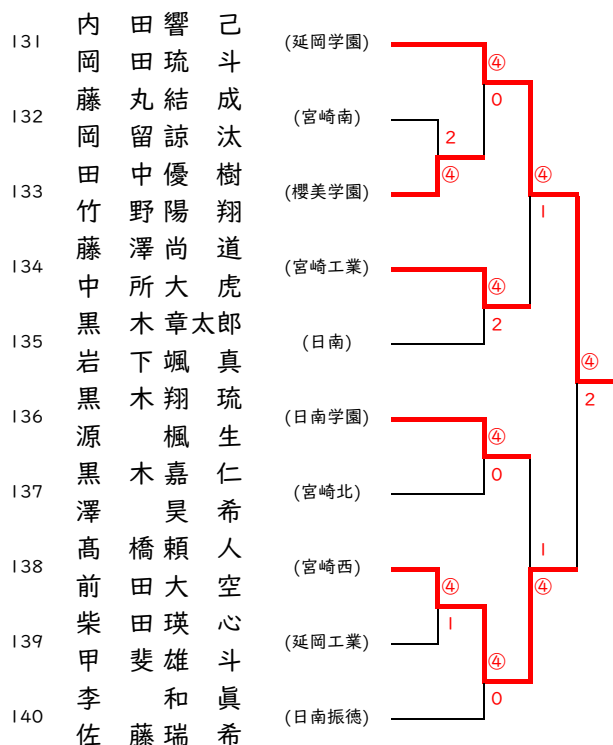 内 田 響 己
131 (延岡学園)
岡 田 琉 斗
④
0
藤 丸 結 成
132 (宮崎南)
岡 留 諒 汰
2
④
田 中 優 樹
133 (櫻美学園)
竹 野 陽 翔
④
1
藤 澤 尚 道
134 (宮崎工業)
中 所 大 虎
④
2
黒 木 章太郎
135 (日南)
岩 下 颯 真
④
2
黒 木 翔 琉
136 (日南学園)
源 楓 生
④
0
黒 木 嘉 仁
137 (宮崎北)
澤 昊 希
1
④
髙 橋 頼 人
138 (宮崎西)
前 田 大 空
④
1
柴 田 瑛 心
139 (延岡工業)
甲 斐 雄 斗
④
0
李 和 眞
140 (日南振徳)
佐 藤 瑞 希